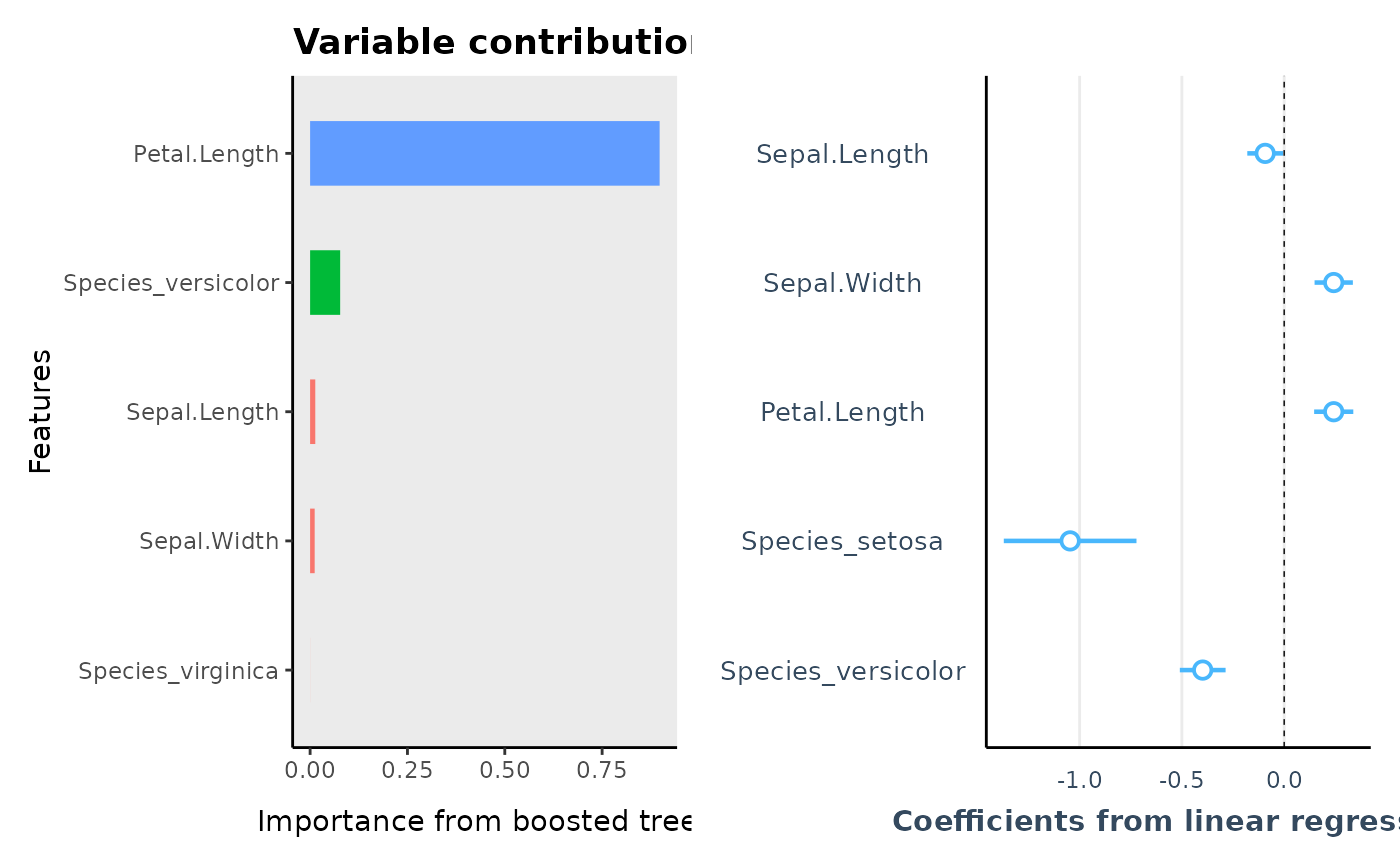 Variable contribution
Features
Petal.Length
Species_versicolor
Sepal.Length
Sepal.Width
Species_virginica
0.00 0.25 0.50 0.75
Importance from boosted tree
Sepal.Length
Sepal.Width
Petal.Length
Species_setosa
Species_versicolor
-1.0 -0.5 0.0
Coefficients from linear regress